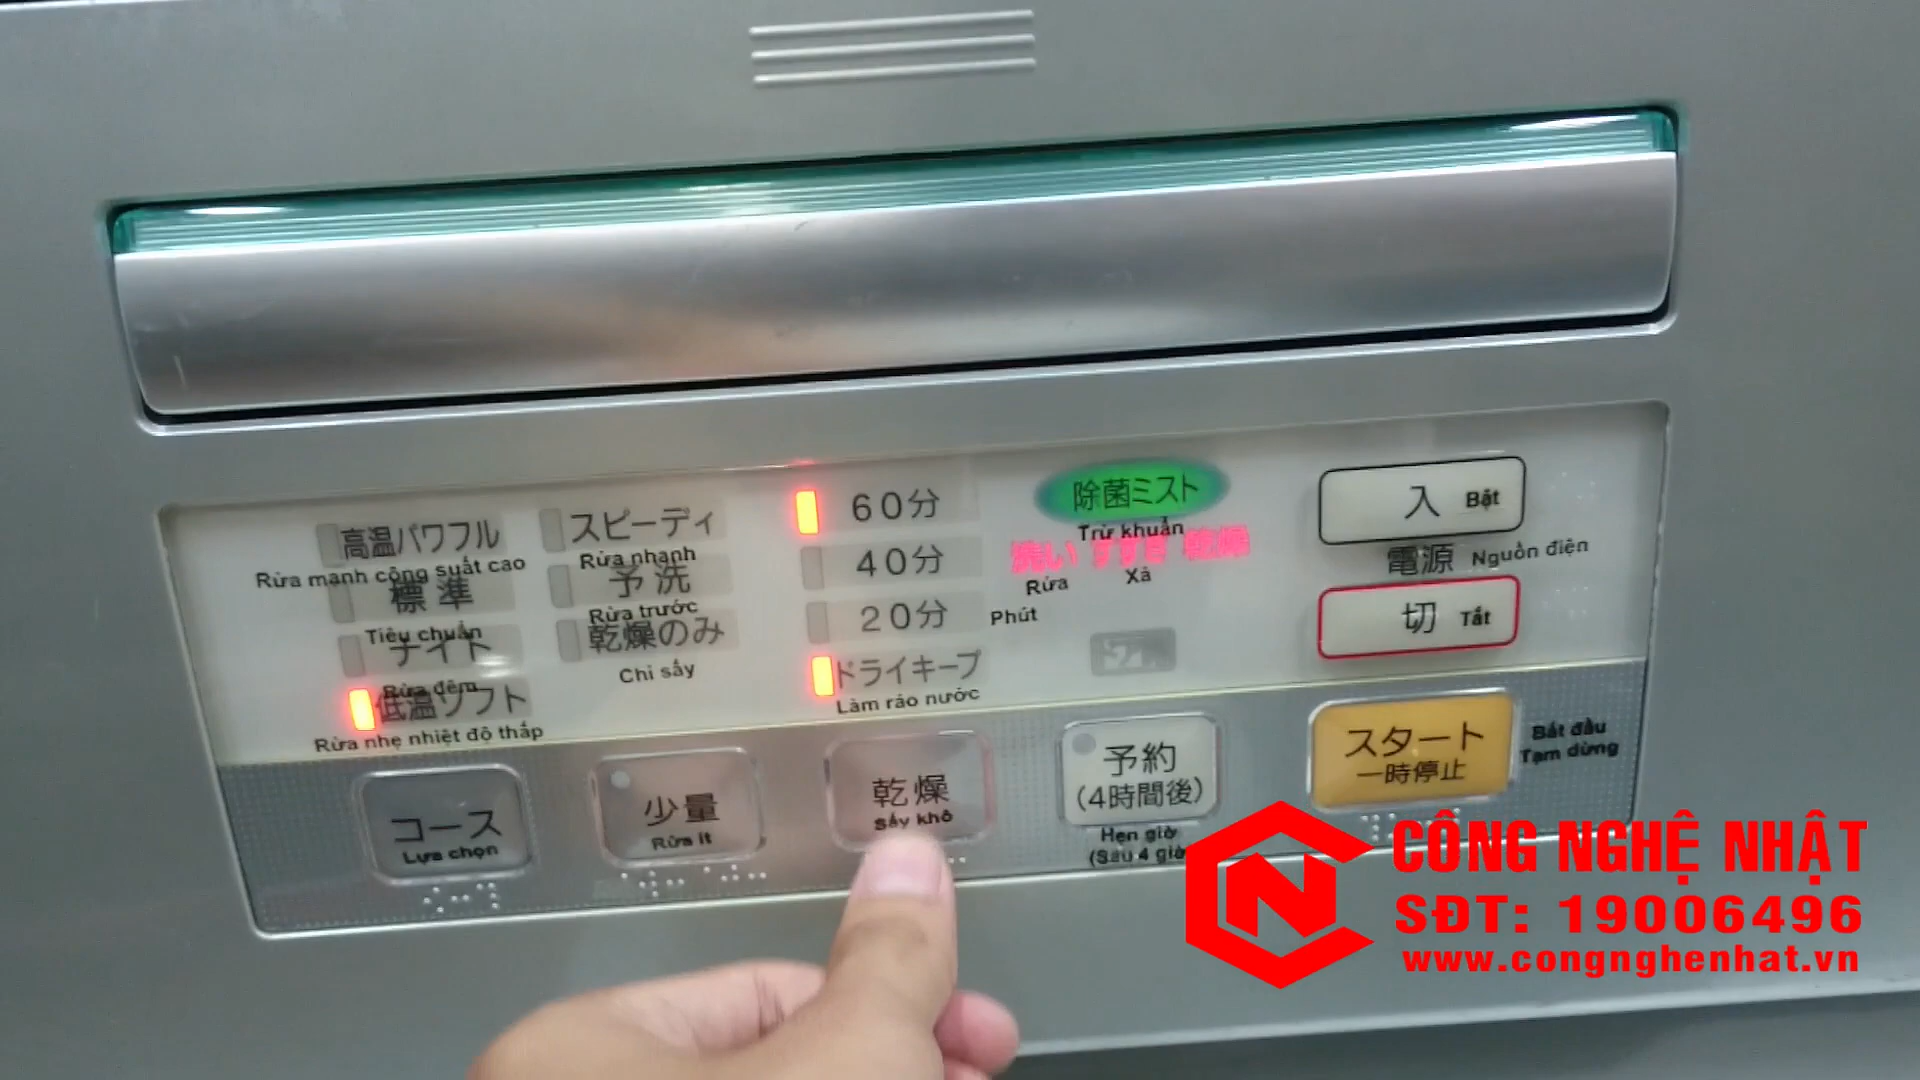 高温パワフル
Rửa mạnh công suất cao
標準
Tiêu chuẩn
ナイト
Rửa đêm
低温ソフト
Rửa nhẹ nhiệt độ thấp
スピーディ
Rửa nhanh
予洗
Rửa trước
乾燥のみ
Chỉ sấy
60分
40分
20分
Phút
ドライキープ
Làm ráo nước
除菌ミスト
Trừ khuẩn
洗い すすぎ 乾燥
Rửa
Xả
入 Bật
電源 Nguồn điện
切 Tắt
コース
Lựa chọn
少量
Rửa ít
乾燥
Sấy khô
予約
(4時間後)
Hẹn giờ
(Sau 4 giờ
スタート
一時停止
Bắt đầu
Tạm dừng
CÔNG NGHỆ NHẬT
SĐT: 19006496
www.congnghenhat.vn